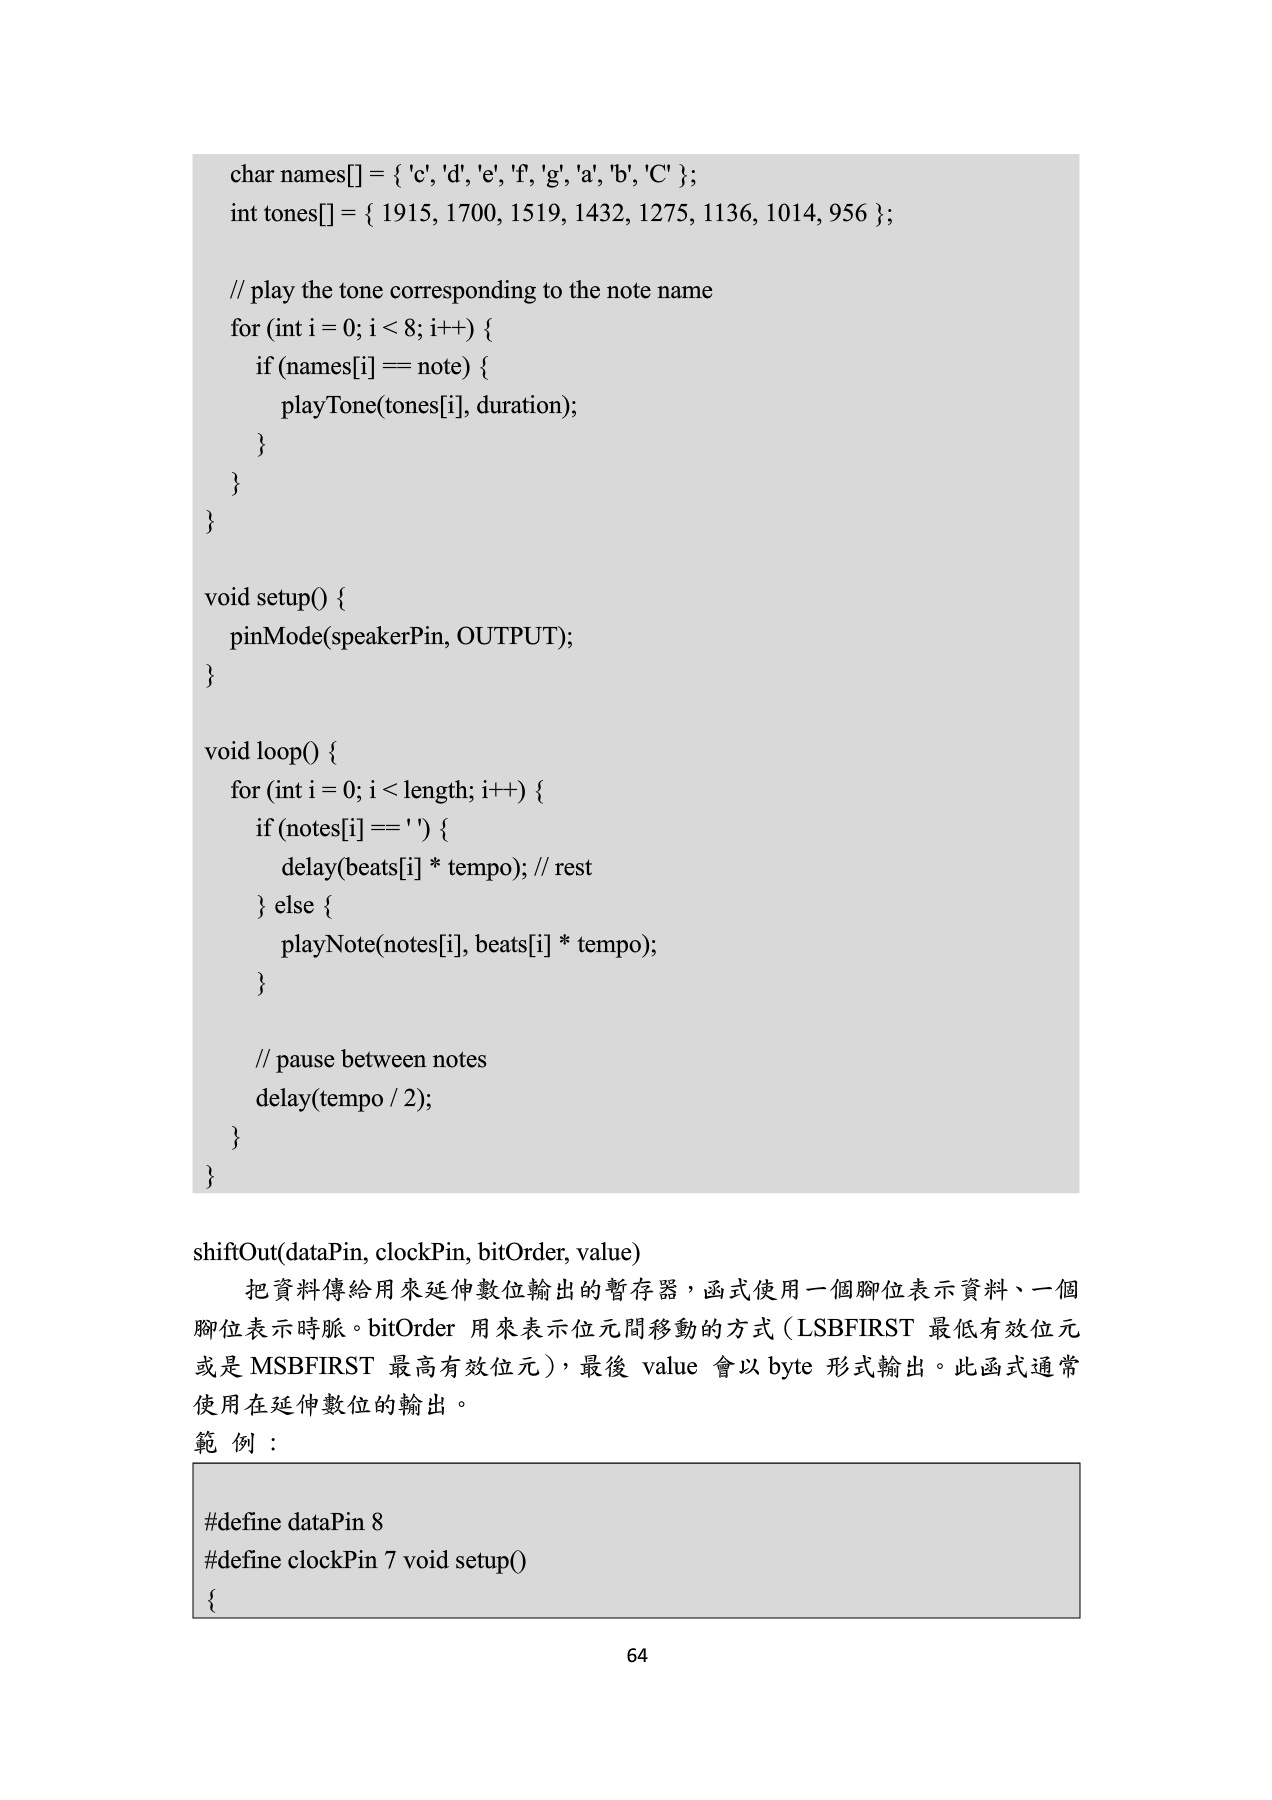 char names[] = { 'c', 'd', 'e', 'f', 'g', 'a', 'b', 'C' };
int tones[] = { 1915, 1700, 1519, 1432, 1275, 1136, 1014, 956 };
// play the tone corresponding to the note name
for (int i = 0; i < 8; i++) {
if (names[i] == note) {
playTone(tones[i], duration);
}
}
}
void setup() {
pinMode(speakerPin, OUTPUT);
}
void loop() {
for (int i = 0; i < length; i++) {
if (notes[i] == ' ') {
delay(beats[i] * tempo); // rest
} else {
playNote(notes[i], beats[i] * tempo);
}
// pause between notes
delay(tempo / 2);
}
}
shiftOut(dataPin, clockPin, bitOrder, value)
把資料傳給用來延伸數位輸出的暫存器，函式使用一個腳位表示資料、一個
腳位表示時脈。bitOrder 用來表示位元間移動的方式（LSBFIRST 最低有效位元
或是 MSBFIRST 最高有效位元），最後 value 會以 byte 形式輸出。此函式通常
使用在延伸數位的輸出。
範 例 ：
#define dataPin 8
#define clockPin 7 void setup()
{
64